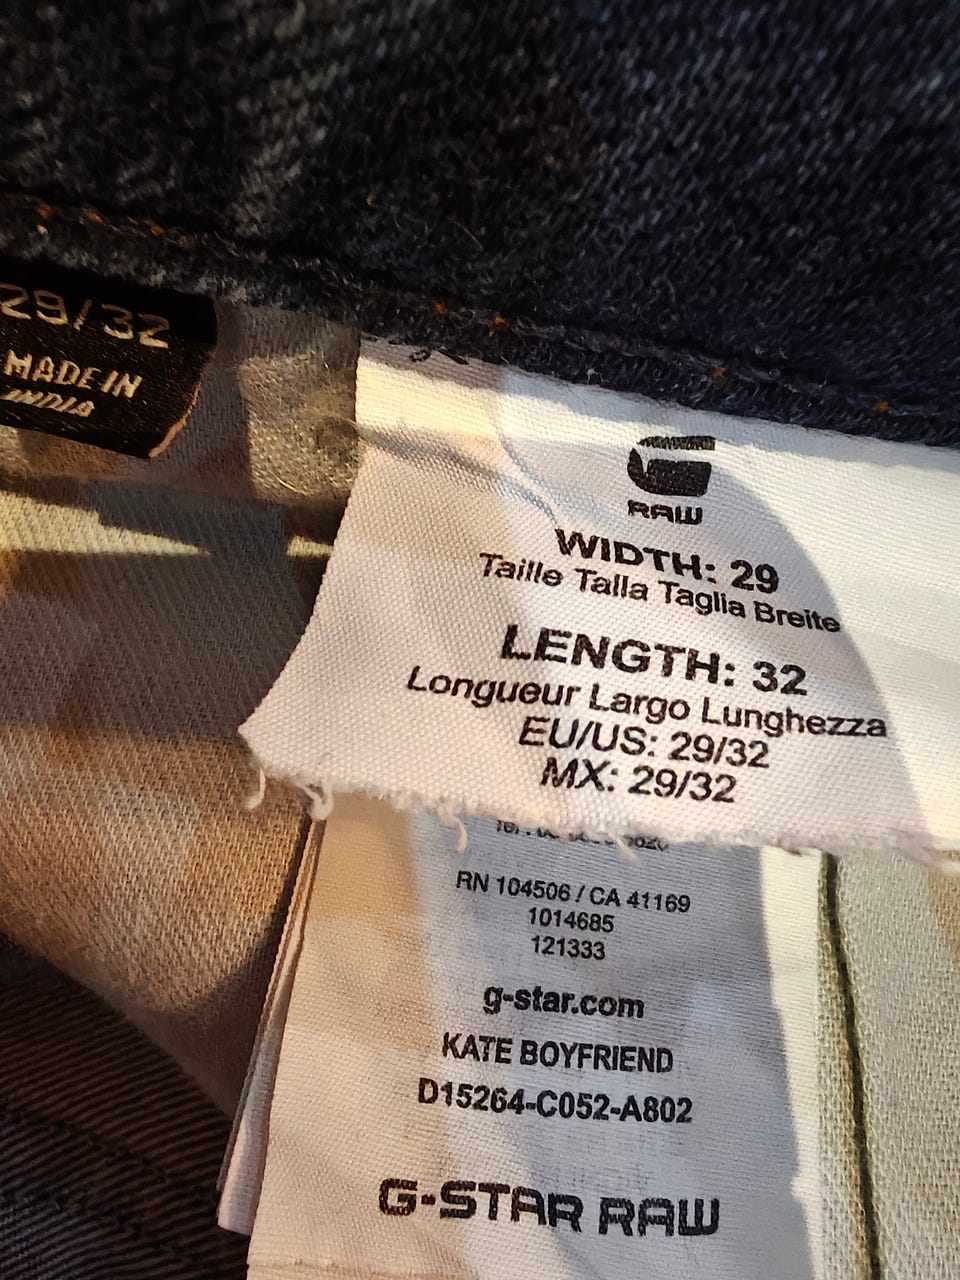 29/32
MADE IN
INDIA
RAW
WIDTH: 29
Taille Talla Taglia Breite
LENGTH: 32
Longueur Largo Lunghezza
EU/US: 29/32
MX: 29/32
RN 104506 / CA 41169
1014685
121333
g-star.com
KATE BOYFRIEND
D15264-C052-A802
G-STAR RAW